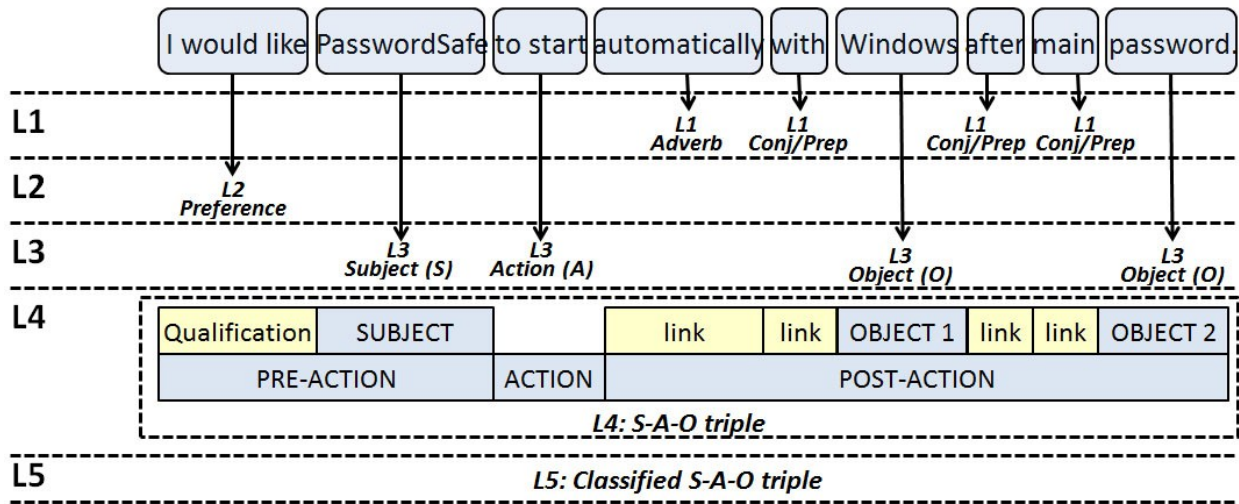 I would like PasswordSafe to start automatically with Windows after main password.
L1
L1 L1 L1 L1
Adverb Conj/Prep Conj/Prep Conj/Prep
L2
L2
Preference
L3
L3 L3 L3 L3
Subject (S) Action (A) Object (O) Object (O)
L4
Qualification SUBJECT link link OBJECT 1 link link OBJECT 2
PRE-ACTION ACTION POST-ACTION
L4: S-A-O triple
L5
L5: Classified S-A-O triple